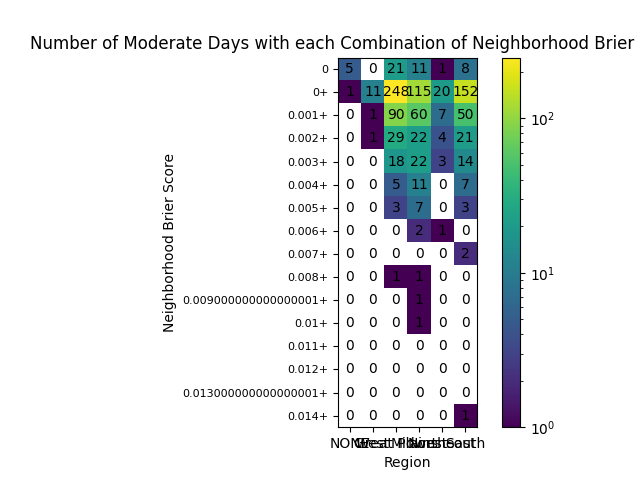 Number of Moderate Days with each Combination of Neighborhood Brier
0 5 0 21 11 1 8
0+ 1 11 248 115 20 152
0.001+ 0 1 90 60 7 50
0.002+ 0 1 29 22 4 21
0.003+ 0 0 18 22 3 14
0.004+ 0 0 5 11 0 7
0.005+ 0 0 3 7 0 3
0.006+ 0 0 0 2 1 0
0.007+ 0 0 0 0 0 2
0.008+ 0 0 1 1 0 0
0.009000000000000001+ 0 0 0 1 0 0
0.01+ 0 0 0 1 0 0
0.011+ 0 0 0 0 0 0
0.012+ 0 0 0 0 0 0
0.013000000000000001+ 0 0 0 0 0 0
0.014+ 0 0 0 0 0 1
Neighborhood Brier Score
Region
10²
10¹
10⁰